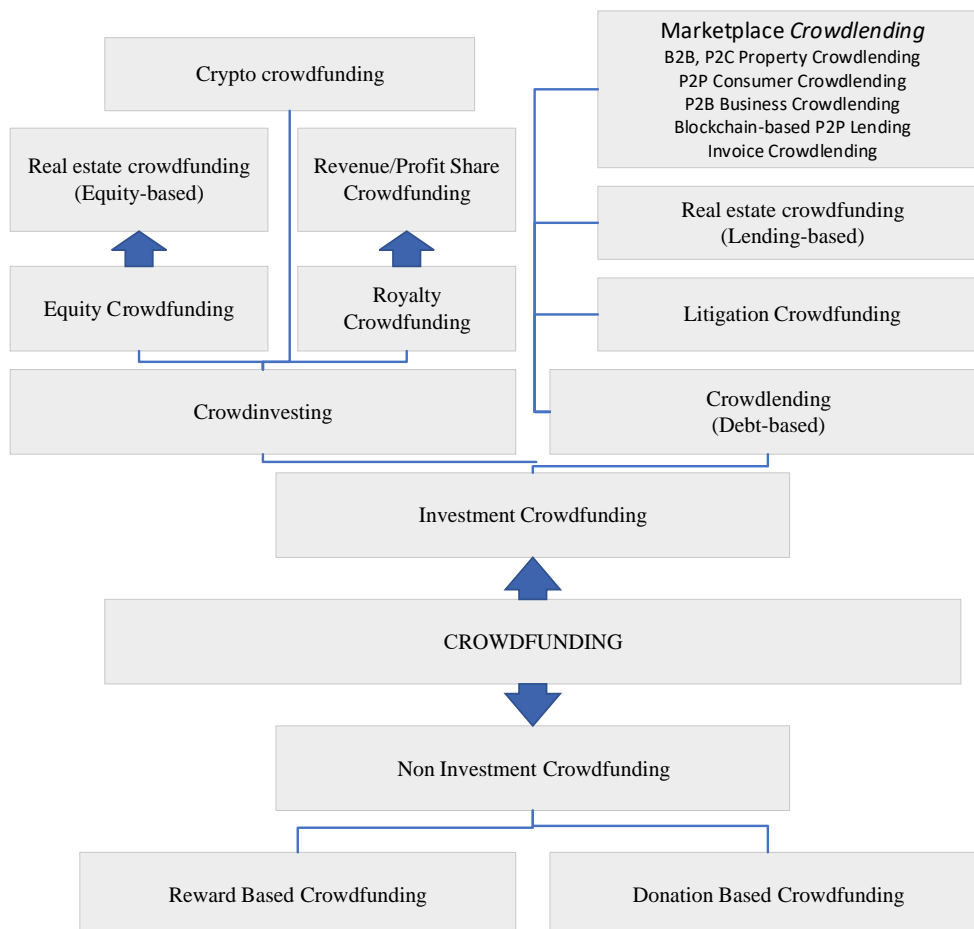 Crypto crowdfunding
Marketplace Crowdlending
B2B, P2C Property Crowdlending
P2P Consumer Crowdlending
P2B Business Crowdlending
Blockchain-based P2P Lending
Invoice Crowdlending
Real estate crowdfunding
(Equity-based)
Revenue/Profit Share
Crowdfunding
Real estate crowdfunding
(Lending-based)
Equity Crowdfunding
Royalty
Crowdfunding
Litigation Crowdfunding
Crowdinvesting
Crowdlending
(Debt-based)
Investment Crowdfunding
CROWDFUNDING
Non Investment Crowdfunding
Reward Based Crowdfunding
Donation Based Crowdfunding